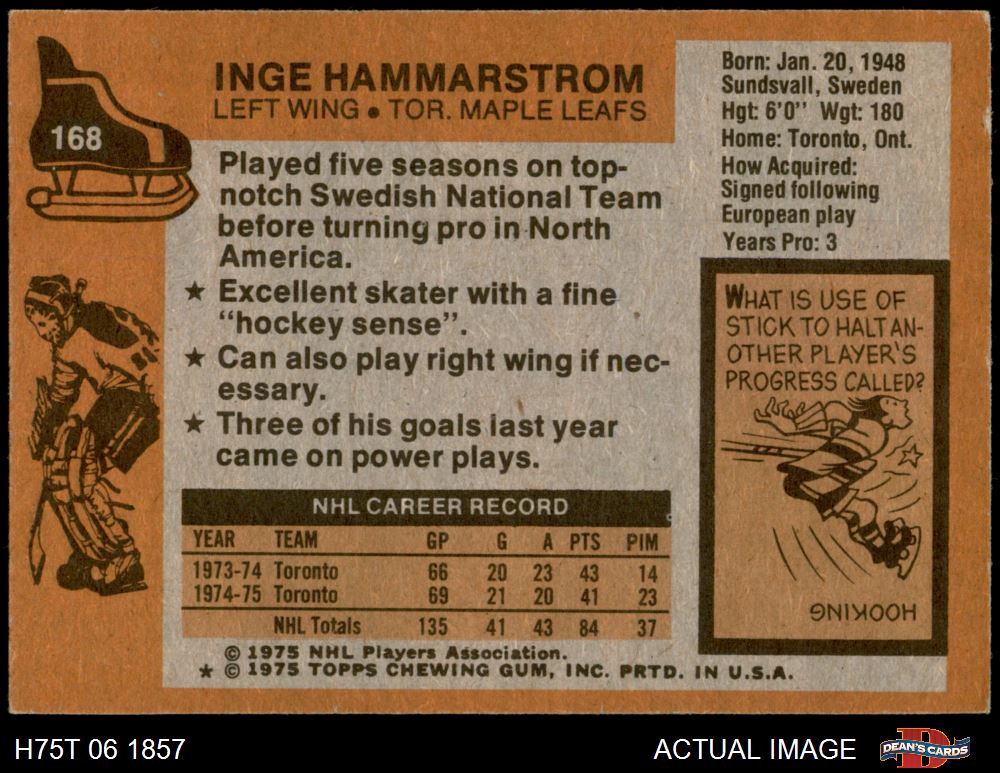 168
INGE HAMMARSTROM
LEFT WING • TOR. MAPLE LEAFS
Played five seasons on top-
notch Swedish National Team
before turning pro in North
America.
★ Excellent skater with a fine
“hockey sense”.
★ Can also play right wing if nec-
essary.
★ Three of his goals last year
came on power plays.
NHL CAREER RECORD
YEAR TEAM GP G A PTS PIM
1973-74 Toronto 66 20 23 43 14
1974-75 Toronto 69 21 20 41 23
NHL Totals 135 41 43 84 37
© 1975 NHL Players Association.
★ © 1975 TOPPS CHEWING GUM, INC. PRTD. IN U.S.A.
Born: Jan. 20, 1948
Sundsvall, Sweden
Hgt: 6'0" Wgt: 180
Home: Toronto, Ont.
How Acquired:
Signed following
European play
Years Pro: 3
WHAT IS USE OF
STICK TO HALT AN-
OTHER PLAYER'S
PROGRESS CALLED?
HOOKING
H75T 06 1857
ACTUAL IMAGE
D
DEAN'S CARDS